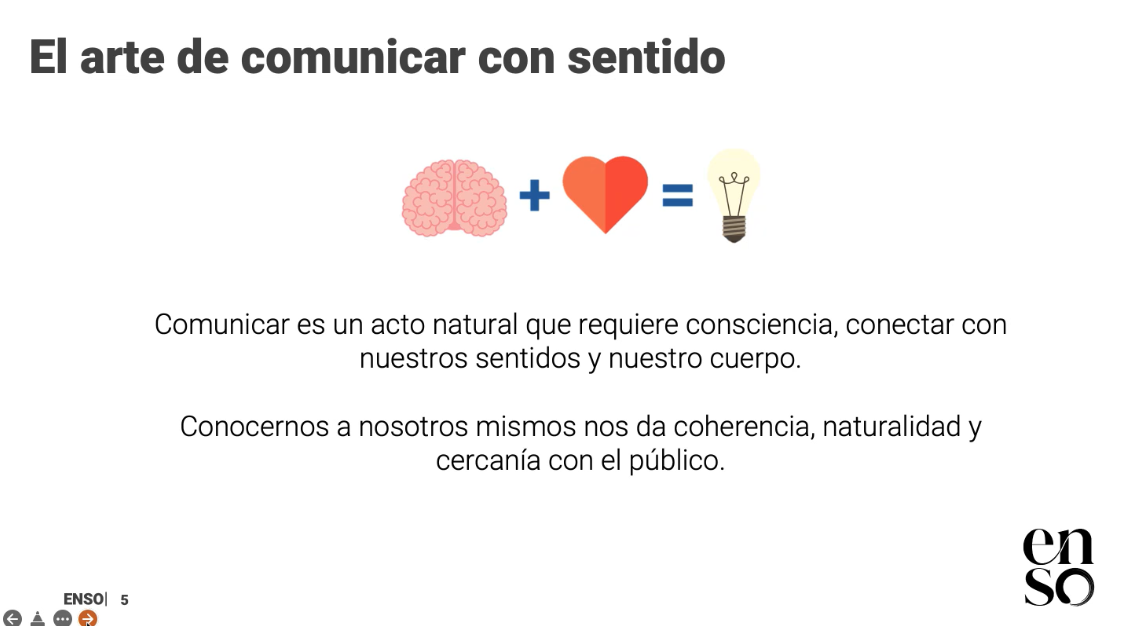 El arte de comunicar con sentido
Comunicar es un acto natural que requiere consciencia, conectar con
nuestros sentidos y nuestro cuerpo.
Conocernos a nosotros mismos nos da coherencia, naturalidad y
cercanía con el público.
en
so
ENSO| 5